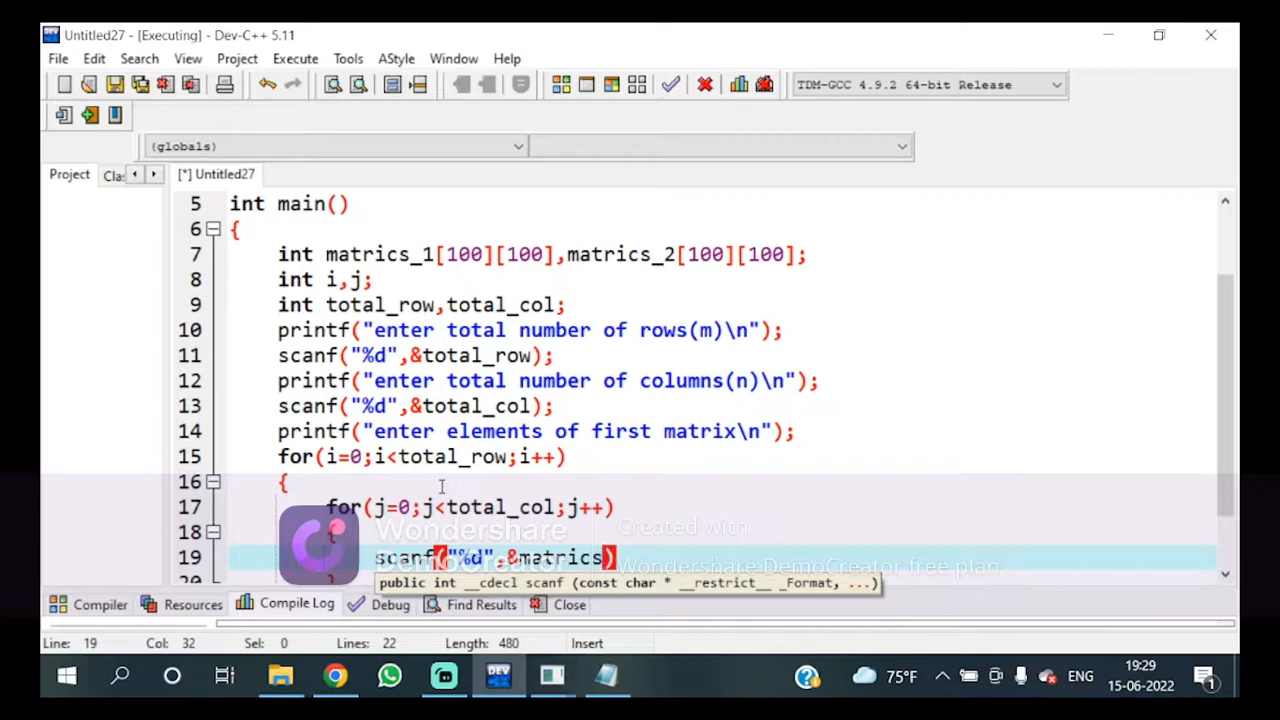 Untitled27 - [Executing] - Dev-C++ 5.11
File Edit Search View Project Execute Tools AStyle Window Help
TDM-GCC 4.9.2 64-bit Release
(globals)
Project Cla [*] Untitled27
5 int main()
6 {
7 int matrics_1[100][100],matrics_2[100][100];
8 int i,j;
9 int total_row,total_col;
10 printf("enter total number of rows(m)\n");
11 scanf("%d",&total_row);
12 printf("enter total number of columns(n)\n");
13 scanf("%d",&total_col);
14 printf("enter elements of first matrix\n");
15 for(i=0;i<total_row;i++)
16 {
17 for(j=0;j<total_col;j++)
18 {
19 scanf("%d",&matrics)
20 }
public int __cdecl scanf (const char * __restrict__ _Format, ...)
Wondershare DemoCreator
Created with
Wondershare DemoCreator free plan
Compiler Resources Compile Log Debug Find Results Close
Line: 19 Col: 32 Sel: 0 Lines: 22 Length: 480 Insert
DEV
75°F ENG 19:29
15-06-2022 1